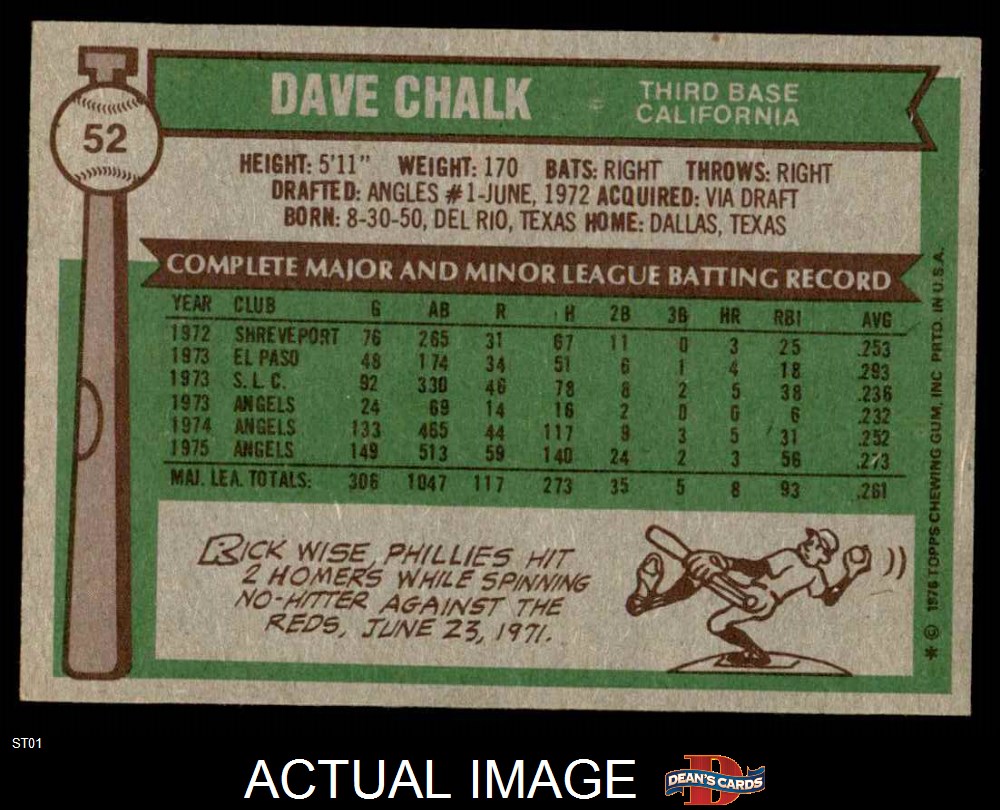 52
DAVE CHALK
THIRD BASE
CALIFORNIA
HEIGHT: 5'11" WEIGHT: 170 BATS: RIGHT THROWS: RIGHT
DRAFTED: ANGLES #1-JUNE, 1972 ACQUIRED: VIA DRAFT
BORN: 8-30-50, DEL RIO, TEXAS HOME: DALLAS, TEXAS
COMPLETE MAJOR AND MINOR LEAGUE BATTING RECORD
YEAR CLUB G AB R H 2B 3B HR RBI AVG
1972 SHREVEPORT 76 265 31 67 11 0 3 25 .253
1973 EL PASO 48 174 34 51 6 1 4 18 .293
1973 S.L.C. 92 330 46 78 8 2 5 38 .236
1973 ANGELS 24 69 14 16 2 0 0 6 .232
1974 ANGELS 133 465 44 117 9 3 5 31 .252
1975 ANGELS 149 513 59 140 24 2 3 56 .273
MAJ. LEA. TOTALS: 306 1047 117 273 35 5 8 93 .261
RICK WISE, PHILLIES HIT
2 HOMERS WHILE SPINNING
NO-HITTER AGAINST THE
REDS, JUNE 23, 1971.
* © 1976 TOPPS CHEWING GUM, INC PRTD. IN U.S.A.
ST01
ACTUAL IMAGE
D
DEAN'S CARDS